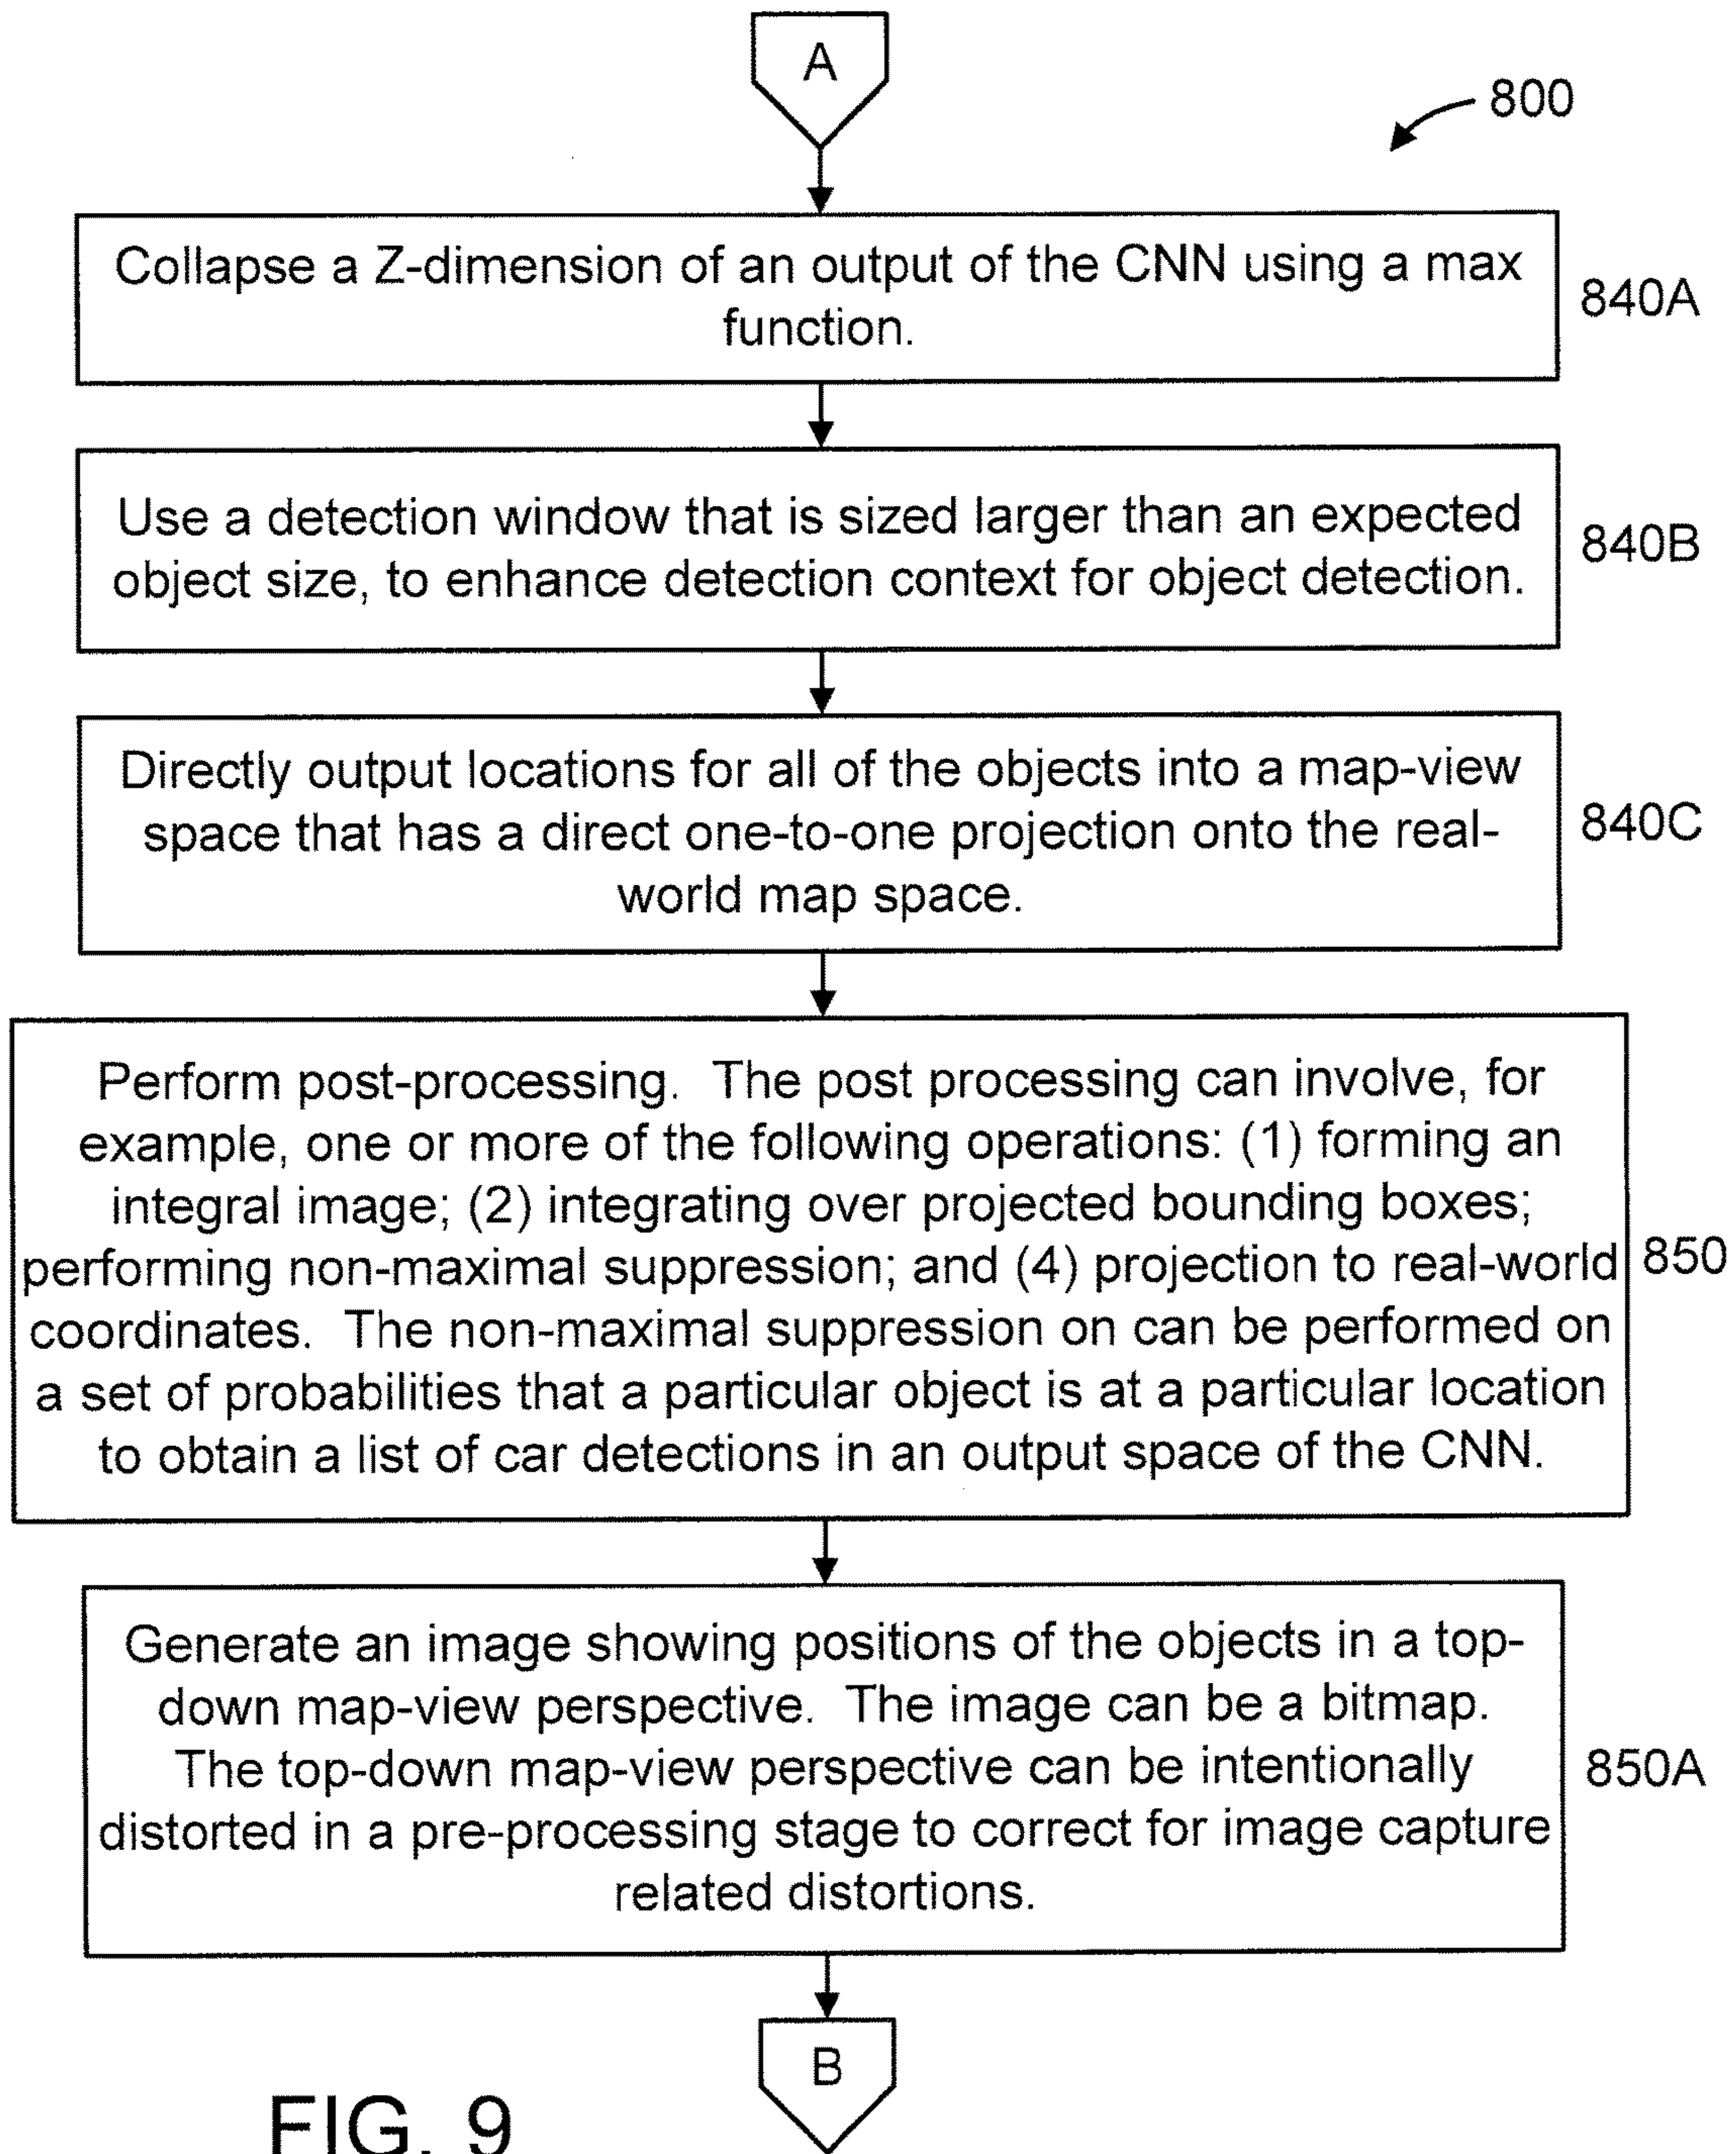 A
800
Collapse a Z-dimension of an output of the CNN using a max
function.
840A
Use a detection window that is sized larger than an expected
object size, to enhance detection context for object detection.
840B
Directly output locations for all of the objects into a map-view
space that has a direct one-to-one projection onto the real-
world map space.
840C
Perform post-processing.  The post processing can involve, for
example, one or more of the following operations: (1) forming an
integral image; (2) integrating over projected bounding boxes;
performing non-maximal suppression; and (4) projection to real-world
coordinates.  The non-maximal suppression on can be performed on
a set of probabilities that a particular object is at a particular location
to obtain a list of car detections in an output space of the CNN.
850
Generate an image showing positions of the objects in a top-
down map-view perspective.  The image can be a bitmap.
The top-down map-view perspective can be intentionally
distorted in a pre-processing stage to correct for image capture
related distortions.
850A
B
FIG. 9